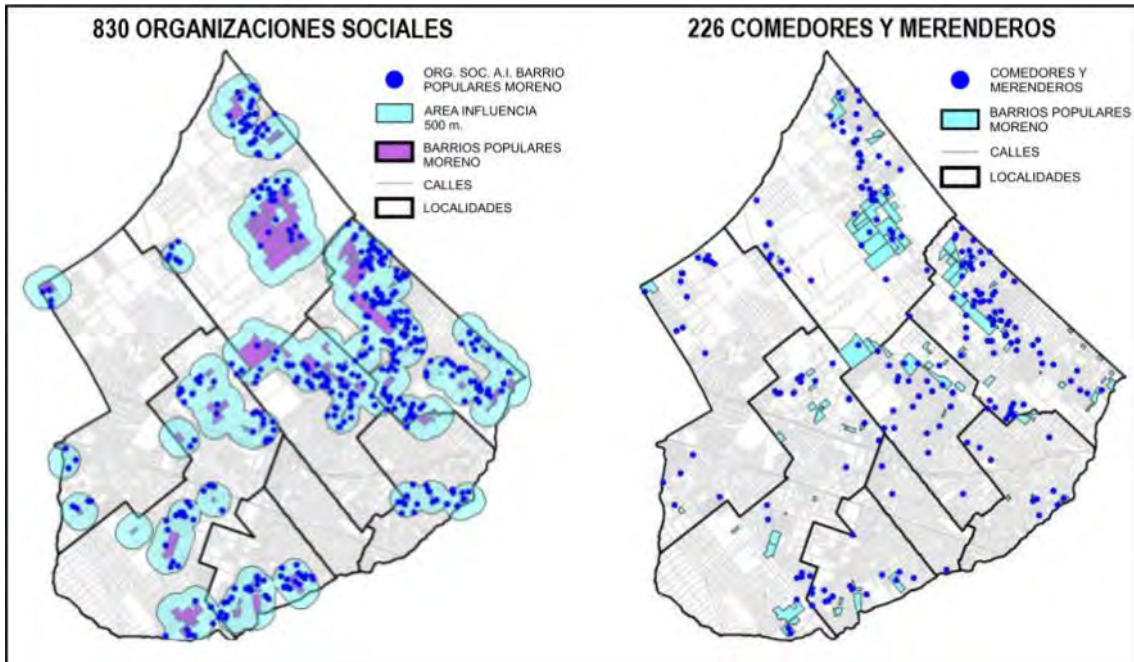 830 ORGANIZACIONES SOCIALES
ORG. SOC. A.I. BARRIO
POPULARES MORENO
AREA INFLUENCIA
500 m.
BARRIOS POPULARES
MORENO
CALLES
LOCALIDADES
226 COMEDORES Y MERENDEROS
COMEDORES Y
MERENDEROS
BARRIOS POPULARES
MORENO
CALLES
LOCALIDADES